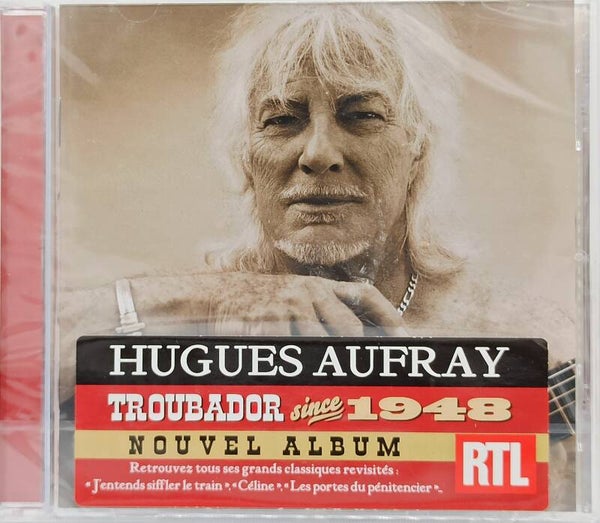 HUGUES AUFRAY
TROUBADOR since 1948
NOUVEL ALBUM
Retrouvez tous ses grands classiques revisités :
« J'entends siffler le train », « Céline », « Les portes du pénitencier »...
RTL